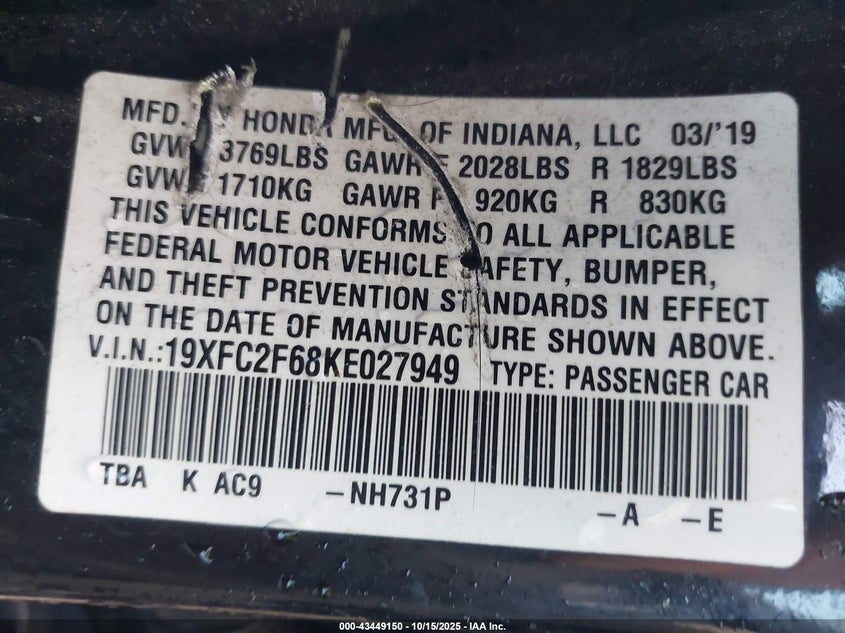 MFD. Y HONDA MFG. OF INDIANA, LLC 03/'19
GVW 3769LBS GAWR F 2028LBS R 1829LBS
GVW 1710KG GAWR F 920KG R 830KG
THIS VEHICLE CONFORMS TO ALL APPLICABLE
FEDERAL MOTOR VEHICLE SAFETY, BUMPER,
AND THEFT PREVENTION STANDARDS IN EFFECT
ON THE DATE OF MANUFACTURE SHOWN ABOVE.
V.I.N.:19XFC2F68KE027949 TYPE: PASSENGER CAR
TBA K AC9 -NH731P -A -E
000-43449150 - 10/15/2025 - IAA Inc.